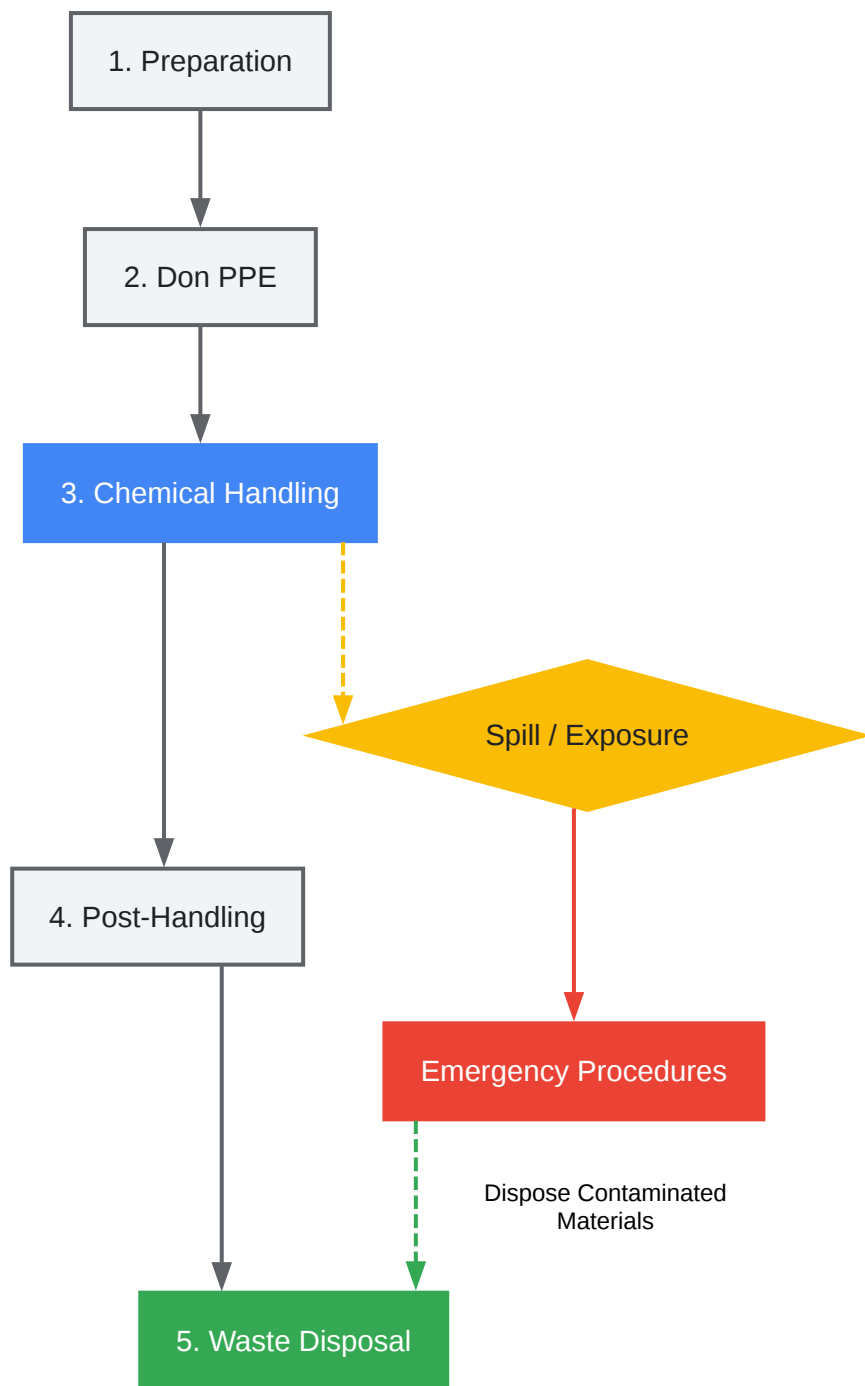 1. Preparation
2. Don PPE
3. Chemical Handling
Spill / Exposure
4. Post-Handling
Emergency Procedures
Dispose Contaminated
Materials
5. Waste Disposal